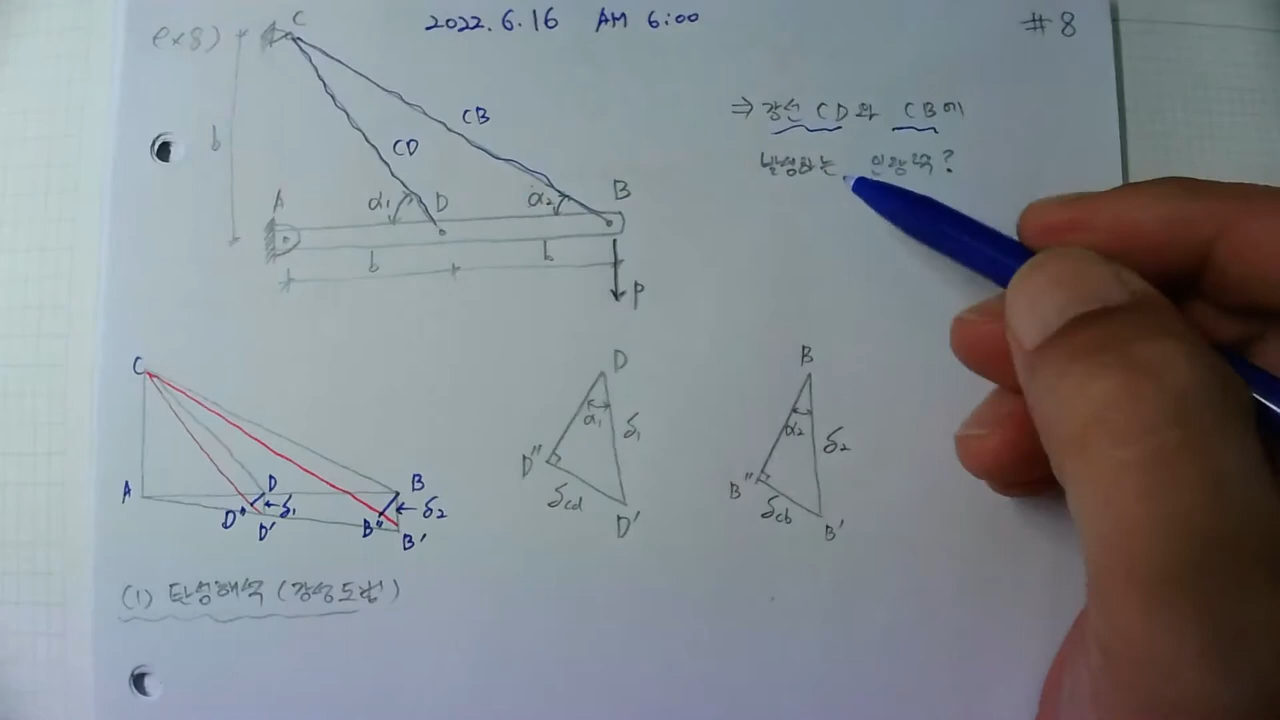 2022.6.16 AM 6:00
#8
ex8)
C
b
CB
CD
⇒ 강선 CD와 CB에
발생하는 인장력?
A
α₁
D
α₂
B
b
b
P
C
A
D
B
D''
δ₁
D'
B''
δ₂
B'
D
α₁
δ₁
D''
δcd
D'
B
α₂
δ₂
B''
δcb
B'
(1) 탄성해석 (강성도법)